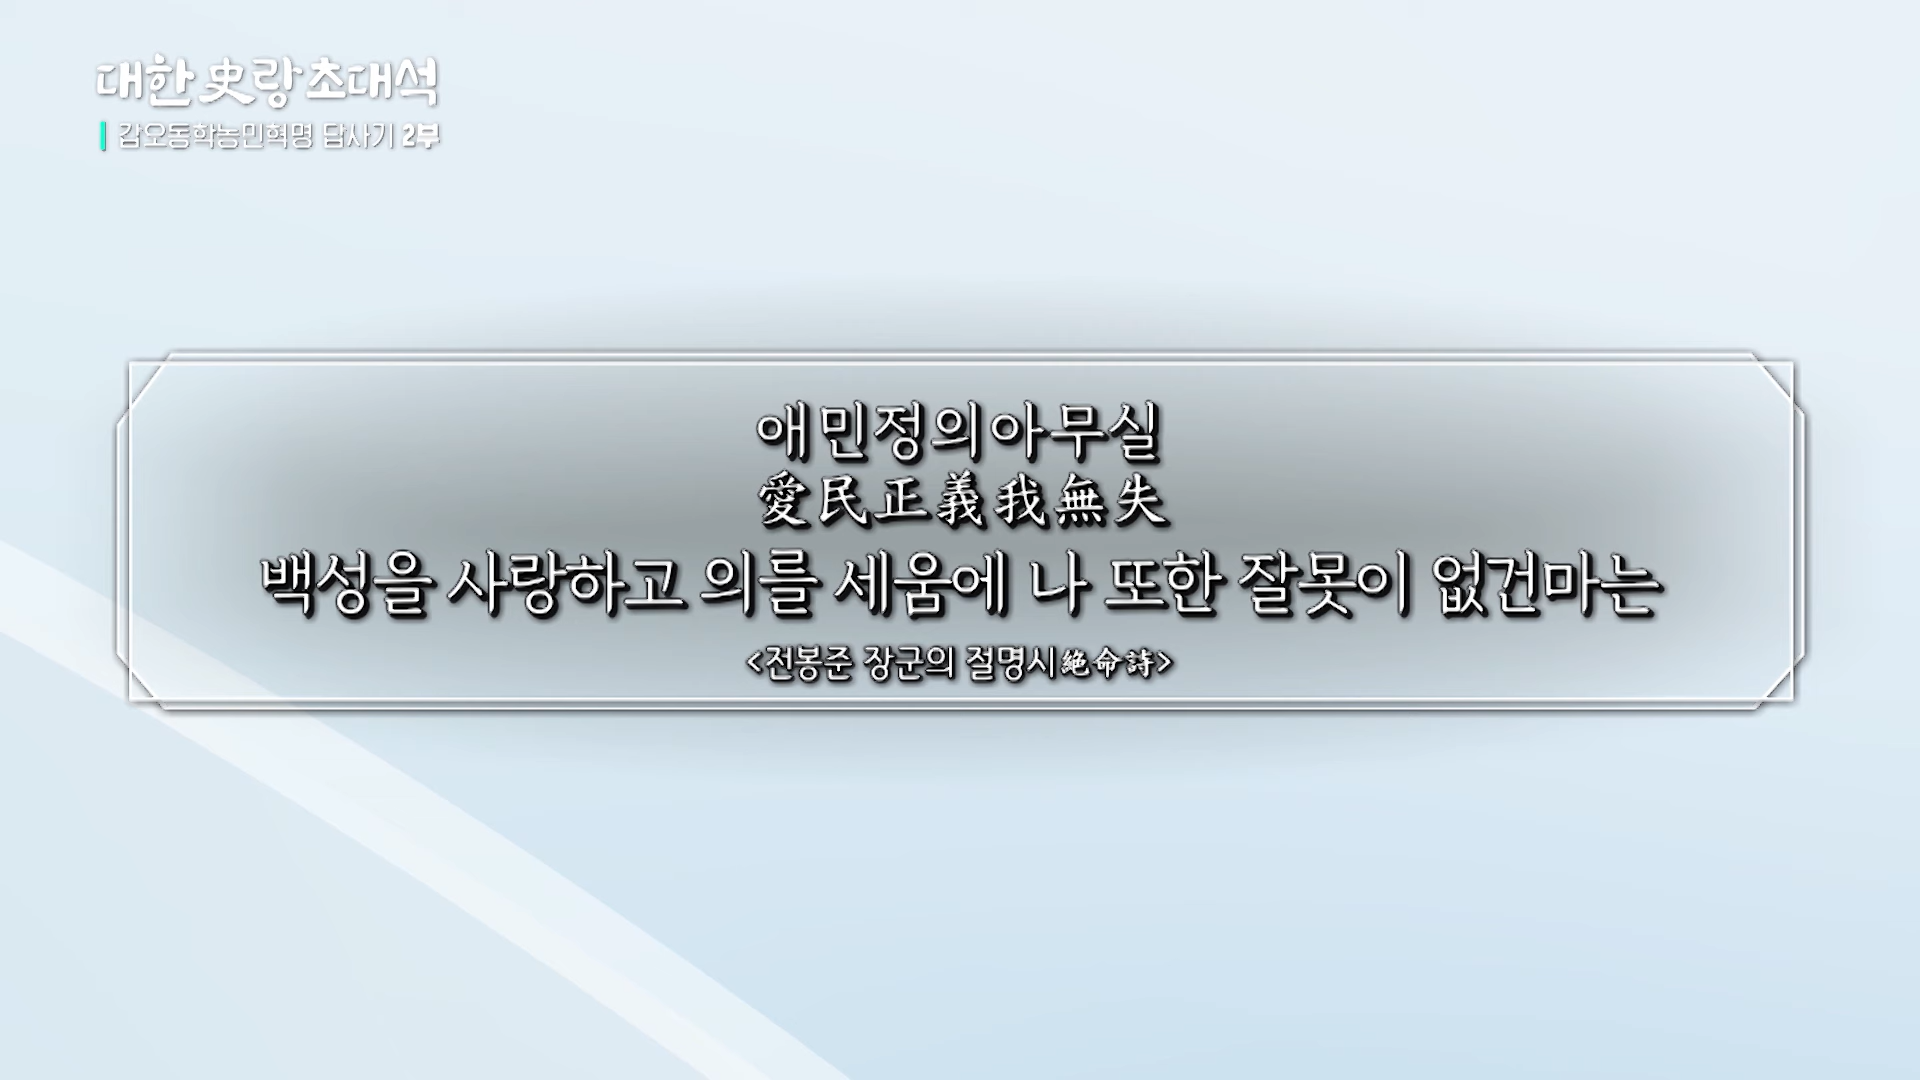 대한史랑 초대석
갑오동학농민혁명 답사기 2부
애민정의아무실
愛民正義我無失
백성을 사랑하고 의를 세움에 나 또한 잘못이 없건마는
<전봉준 장군의 절명시絶命詩>